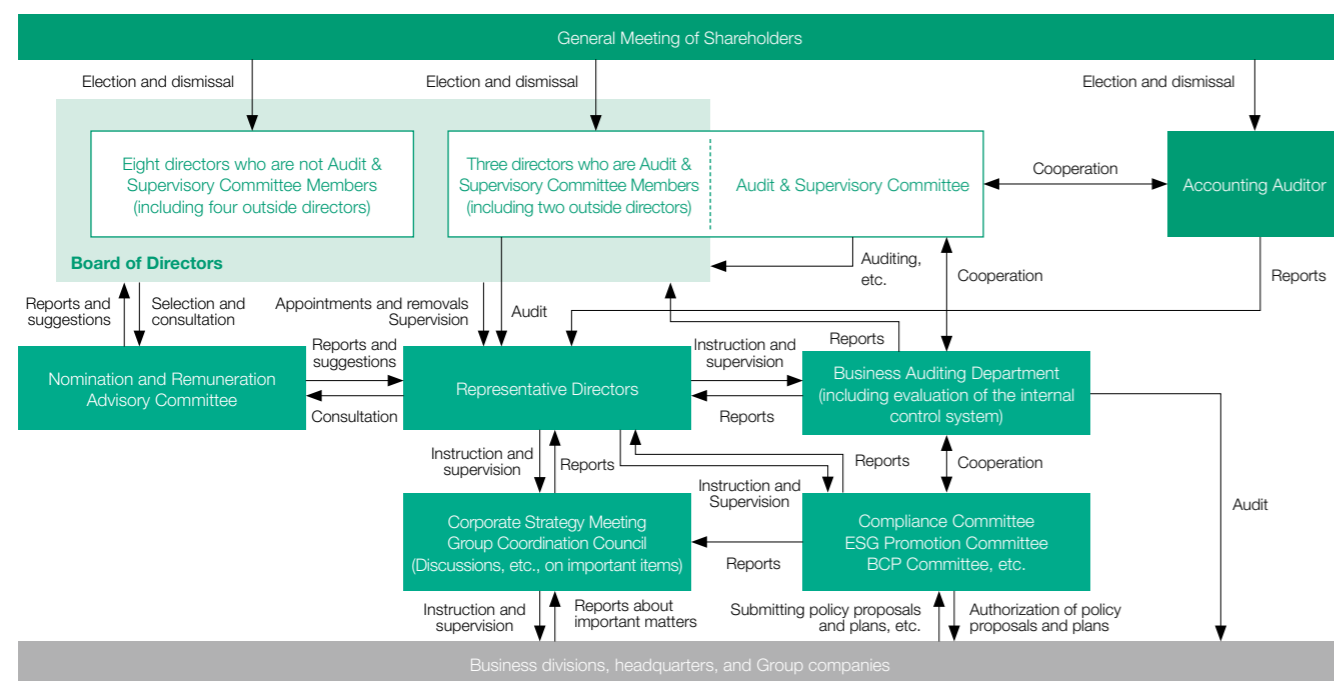 General Meeting of Shareholders
Election and dismissal
Election and dismissal
Election and dismissal
Eight directors who are not Audit &
Supervisory Committee Members
(including four outside directors)
Three directors who are Audit &
Supervisory Committee Members
(including two outside directors)
Audit & Supervisory Committee
Cooperation
Accounting Auditor
Board of Directors
Auditing,
etc.
Cooperation
Reports
Reports and
suggestions
Selection and
consultation
Appointments and removals
Supervision
Audit
Reports
Nomination and Remuneration
Advisory Committee
Reports and
suggestions
Consultation
Representative Directors
Instruction and
supervision
Reports
Business Auditing Department
(including evaluation of the internal
control system)
Instruction and
supervision
Reports
Instruction and
Supervision
Reports
Cooperation
Audit
Corporate Strategy Meeting
Group Coordination Council
(Discussions, etc., on important items)
Reports
Compliance Committee
ESG Promotion Committee
BCP Committee, etc.
Instruction and
supervision
Reports about
important matters
Submitting policy proposals
and plans, etc.
Authorization of policy
proposals and plans
Business divisions, headquarters, and Group companies